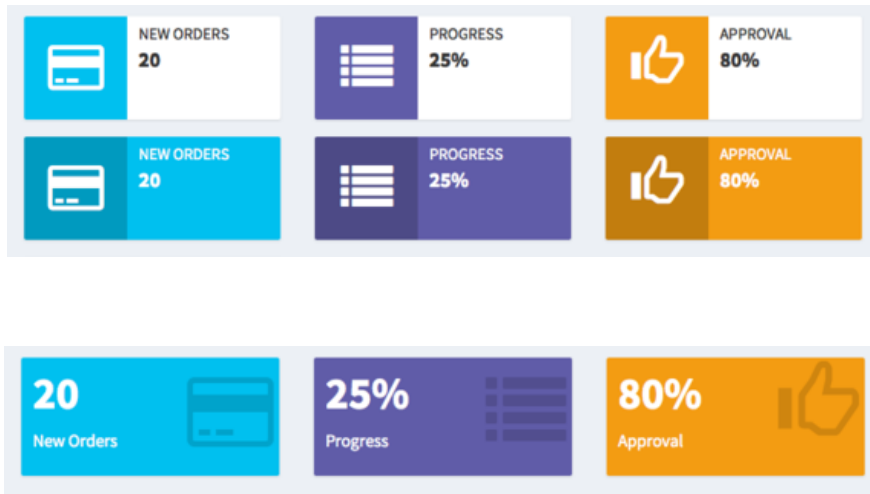 NEW ORDERS
20
PROGRESS
25%
APPROVAL
80%
NEW ORDERS
20
PROGRESS
25%
APPROVAL
80%
20
New Orders
25%
Progress
80%
Approval